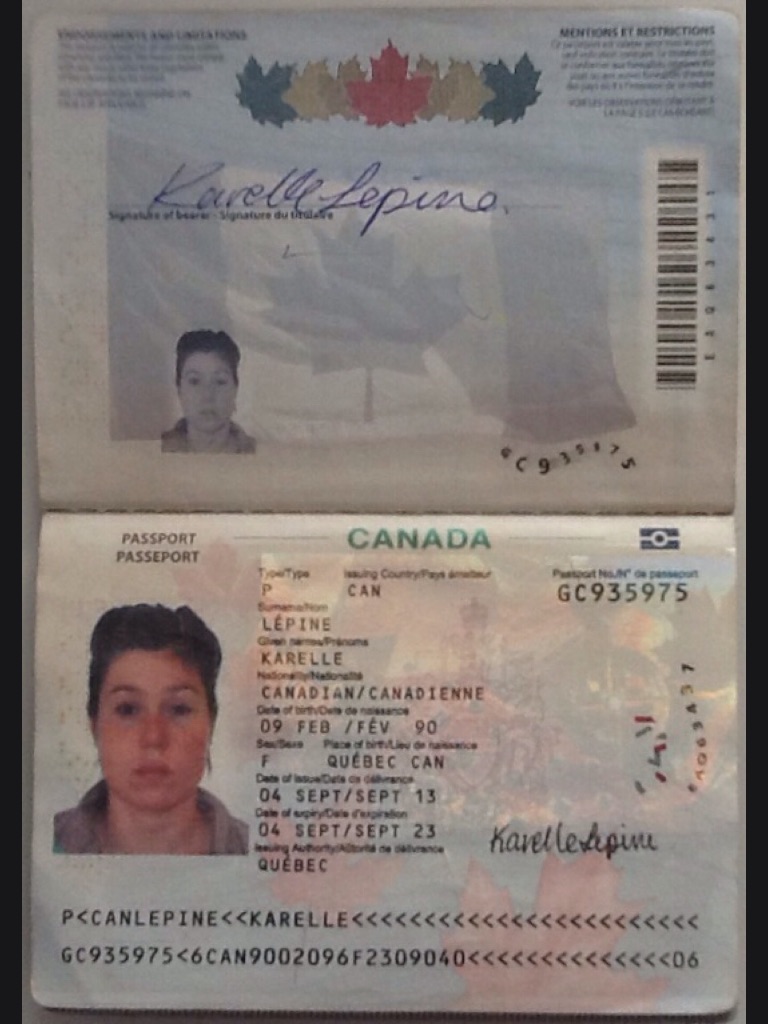 ENDORSEMENTS AND LIMITATIONS
MENTIONS ET RESTRICTIONS
Karelle Lepine
Signature of bearer - Signature du titulaire
PASSPORT
PASSEPORT
CANADA
Type/Type Issuing Country/Pays émetteur Passport No./N° de passeport
P CAN GC935975
Surname/Nom
LÉPINE
Given names/Prénoms
KARELLE
Nationality/Nationalité
CANADIAN/CANADIENNE
Date of birth/Date de naissance
09 FEB /FÉV 90
Sex/Sexe Place of birth/Lieu de naissance
F QUÉBEC CAN
Date of issue/Date de délivrance
04 SEPT/SEPT 13
Date of expiry/Date d'expiration
04 SEPT/SEPT 23
Karelle Lepine
Issuing Authority/Autorité de délivrance
QUÉBEC
P<CANLEPINE<<KARELLE<<<<<<<<<<<<<<<<<<<<<<<<
GC935975<6CAN9002096F2309040<<<<<<<<<<<<<<06